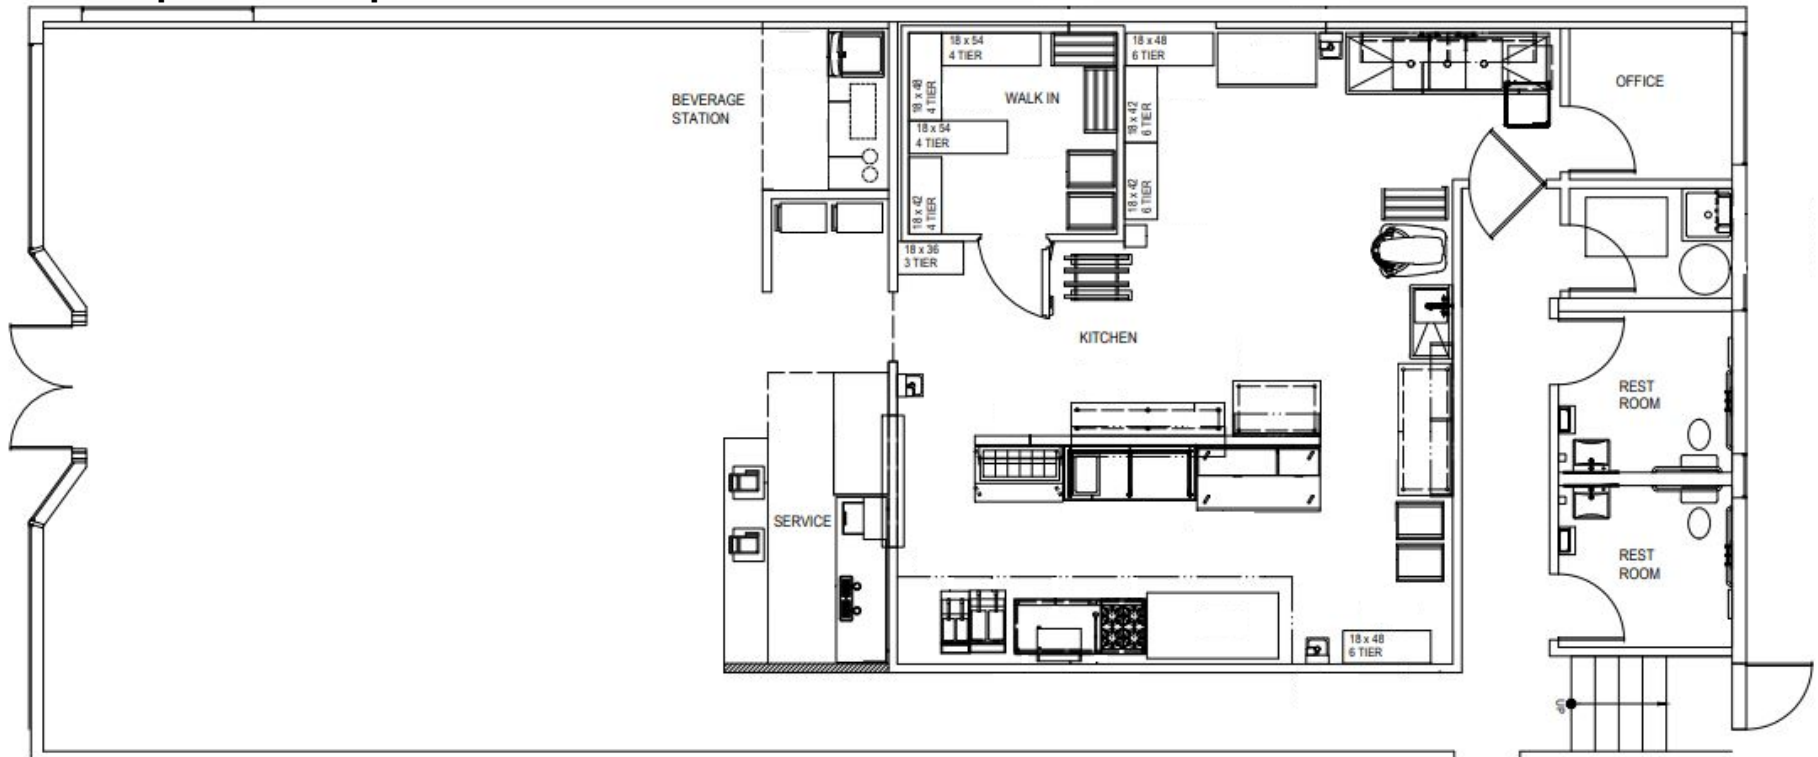 18 x 54
4 TIER
18 x 48
4 TIER
WALK IN
18 x 54
4 TIER
18 x 42
4 TIER
18 x 36
3 TIER
18 x 48
6 TIER
18 x 42
6 TIER
18 x 42
6 TIER
OFFICE
BEVERAGE
STATION
KITCHEN
REST
ROOM
SERVICE
REST
ROOM
18 x 48
6 TIER
UP